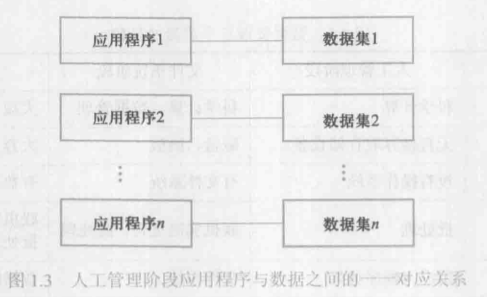 应用程序1 数据集1
应用程序2 数据集2
⋮ ⋮
应用程序n 数据集n
图 1.3 人工管理阶段应用程序与数据之间的一一对应关系